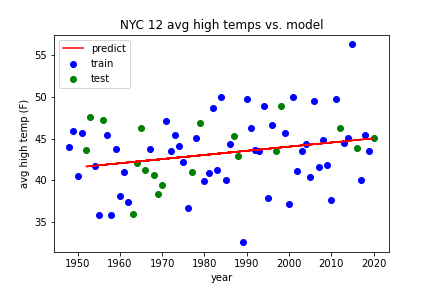 NYC 12 avg high temps vs. model
predict
train
test
55
50
45
40
35
avg high temp (F)
1950 1960 1970 1980 1990 2000 2010 2020
year